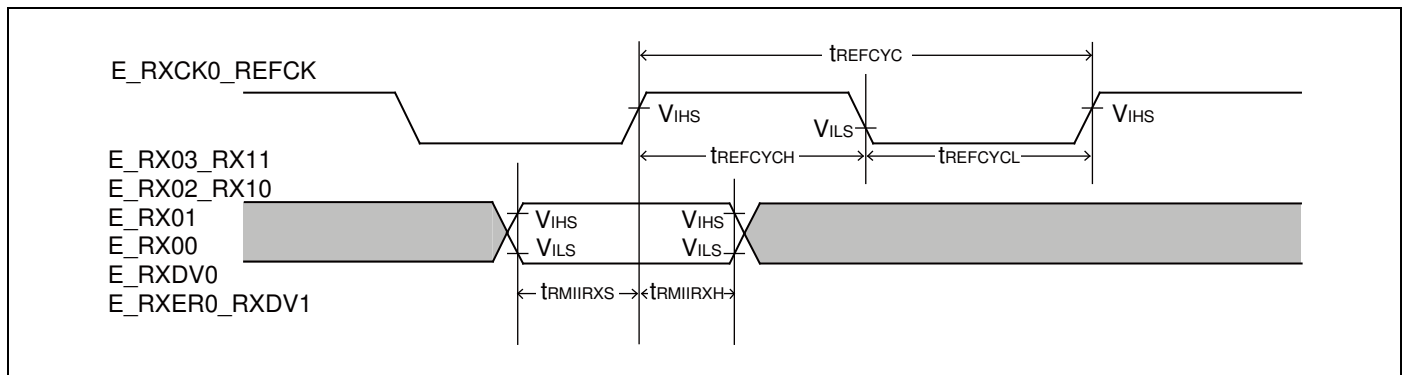 tREFCYC
E_RXCK0_REFCK
VIHS
VILS
VIHS
tREFCYCH
tREFCYCL
E_RX03_RX11
E_RX02_RX10
E_RX01
E_RX00
E_RXDV0
E_RXER0_RXDV1
VIHS
VILS
VIHS
VILS
tRMIIRXS
tRMIIRXH